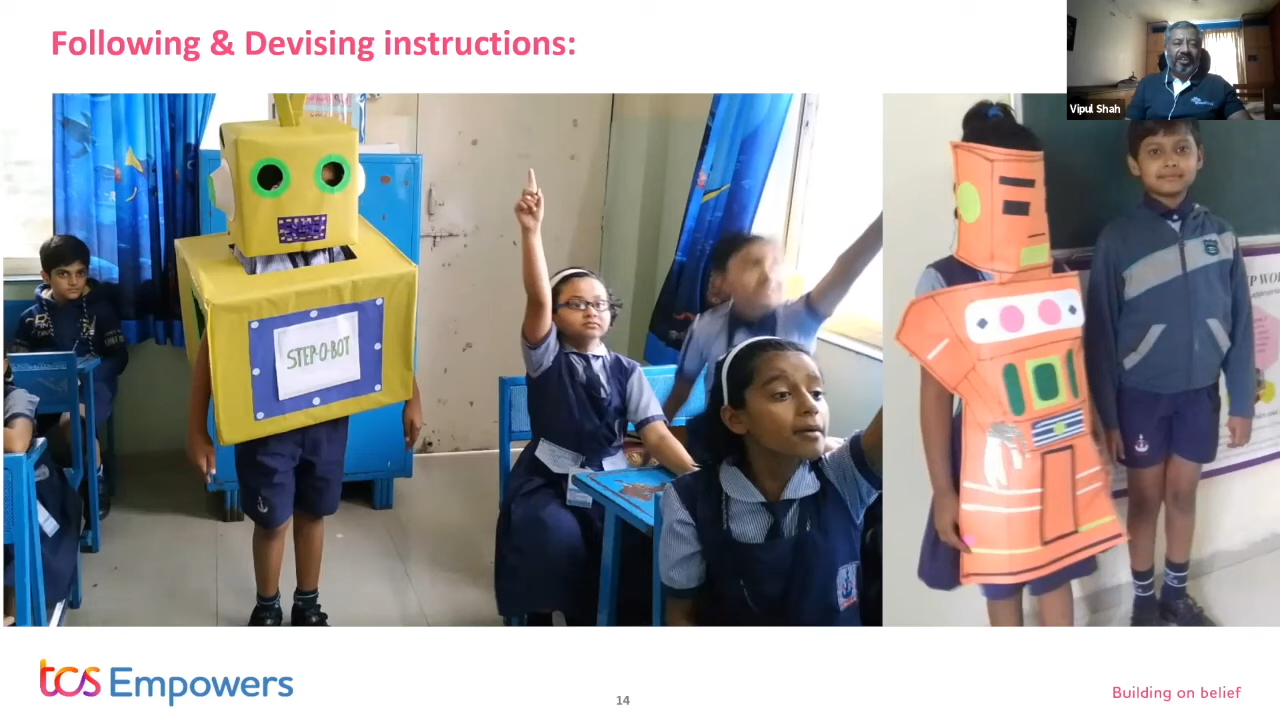 Following & Devising instructions:
Vipul Shah
STEP-O-BOT
tcs Empowers
14
Building on belief